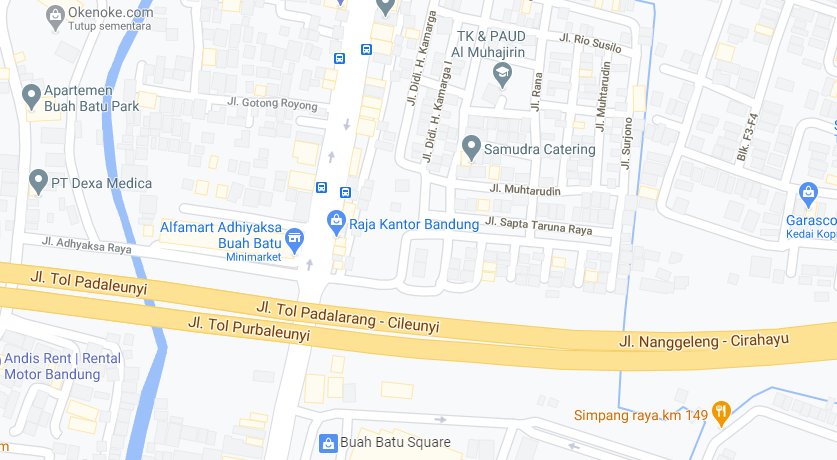 Okenoke.com
Tutup sementara
TK & PAUD
Al Muhajirin
Jl. Rio Susilo
Jl. Didi. H. Kamarga
Apartemen
Buah Batu Park
Jl. Gotong Royong
Jl. Didi. H. Kamarga I
Jl. Rana
Jl. Muhtarudin
Jl. Surjono
Blk. F3-F4
Samudra Catering
PT Dexa Medica
Jl. Muhtarudin
Alfamart Adhiyaksa
Buah Batu
Minimarket
Raja Kantor Bandung
Jl. Sapta Taruna Raya
Garasco
Kedai Kop
Jl. Adhyaksa Raya
Jl. Tol Padaleunyi
Jl. Tol Padalarang - Cileunyi
Jl. Tol Purbaleunyi
Jl. Nanggeleng - Cirahayu
Andis Rent | Rental
Motor Bandung
Simpang raya km 149
Buah Batu Square